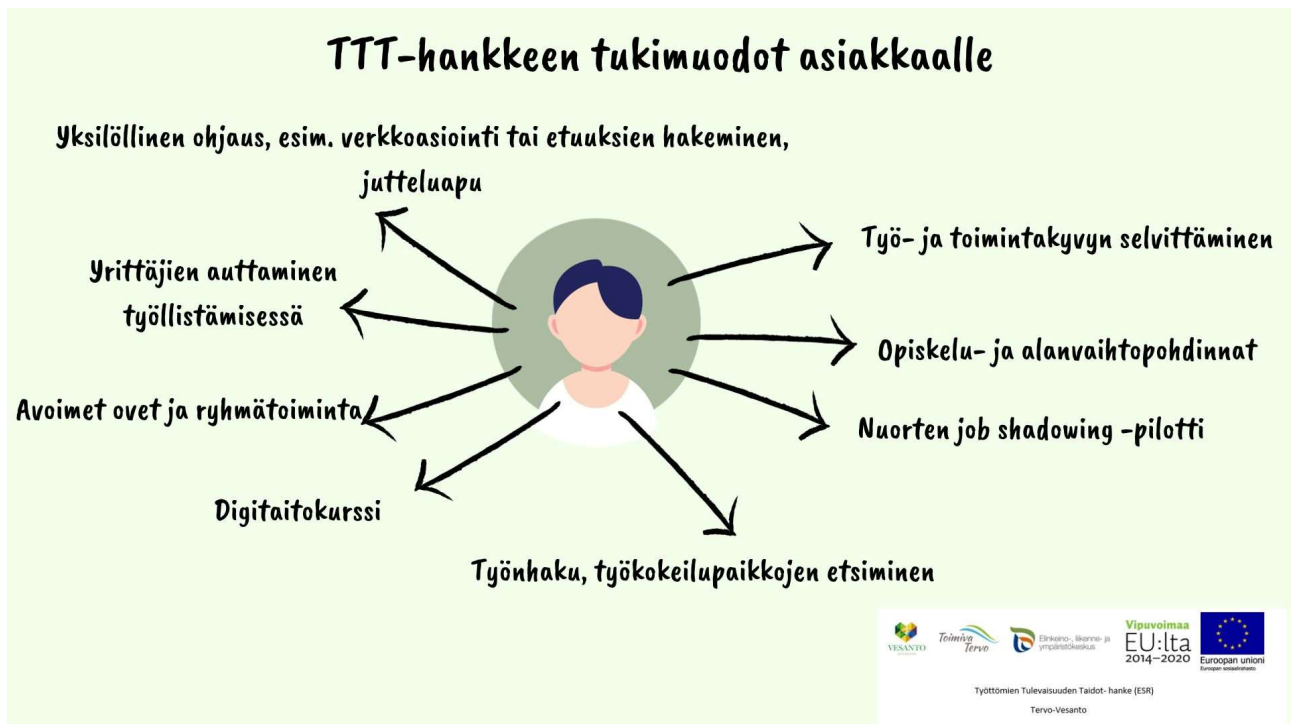 TTT-hankkeen tukimuodot asiakkaalle
Yksilöllinen ohjaus, esim. verkkoasiointi tai etuuksien hakeminen,
jutteluapu
Yrittäjien auttaminen
työllistämisessä
Avoimet ovet ja ryhmätoiminta
Digitaitokurssi
Työnhaku, työkokeilupaikkojen etsiminen
Työ- ja toimintakyvyn selvittäminen
Opiskelu- ja alanvaihtopohdinnat
Nuorten job shadowing -pilotti
VESANTO
Toimiva
Tervo
Elinkeino-, liikenne- ja
ympäristökeskus
Vipuvoimaa
EU:lta
2014–2020
Euroopan unioni
Euroopan sosiaalirahasto
Työttömien Tulevaisuuden Taidot- hanke (ESR)
Tervo-Vesanto